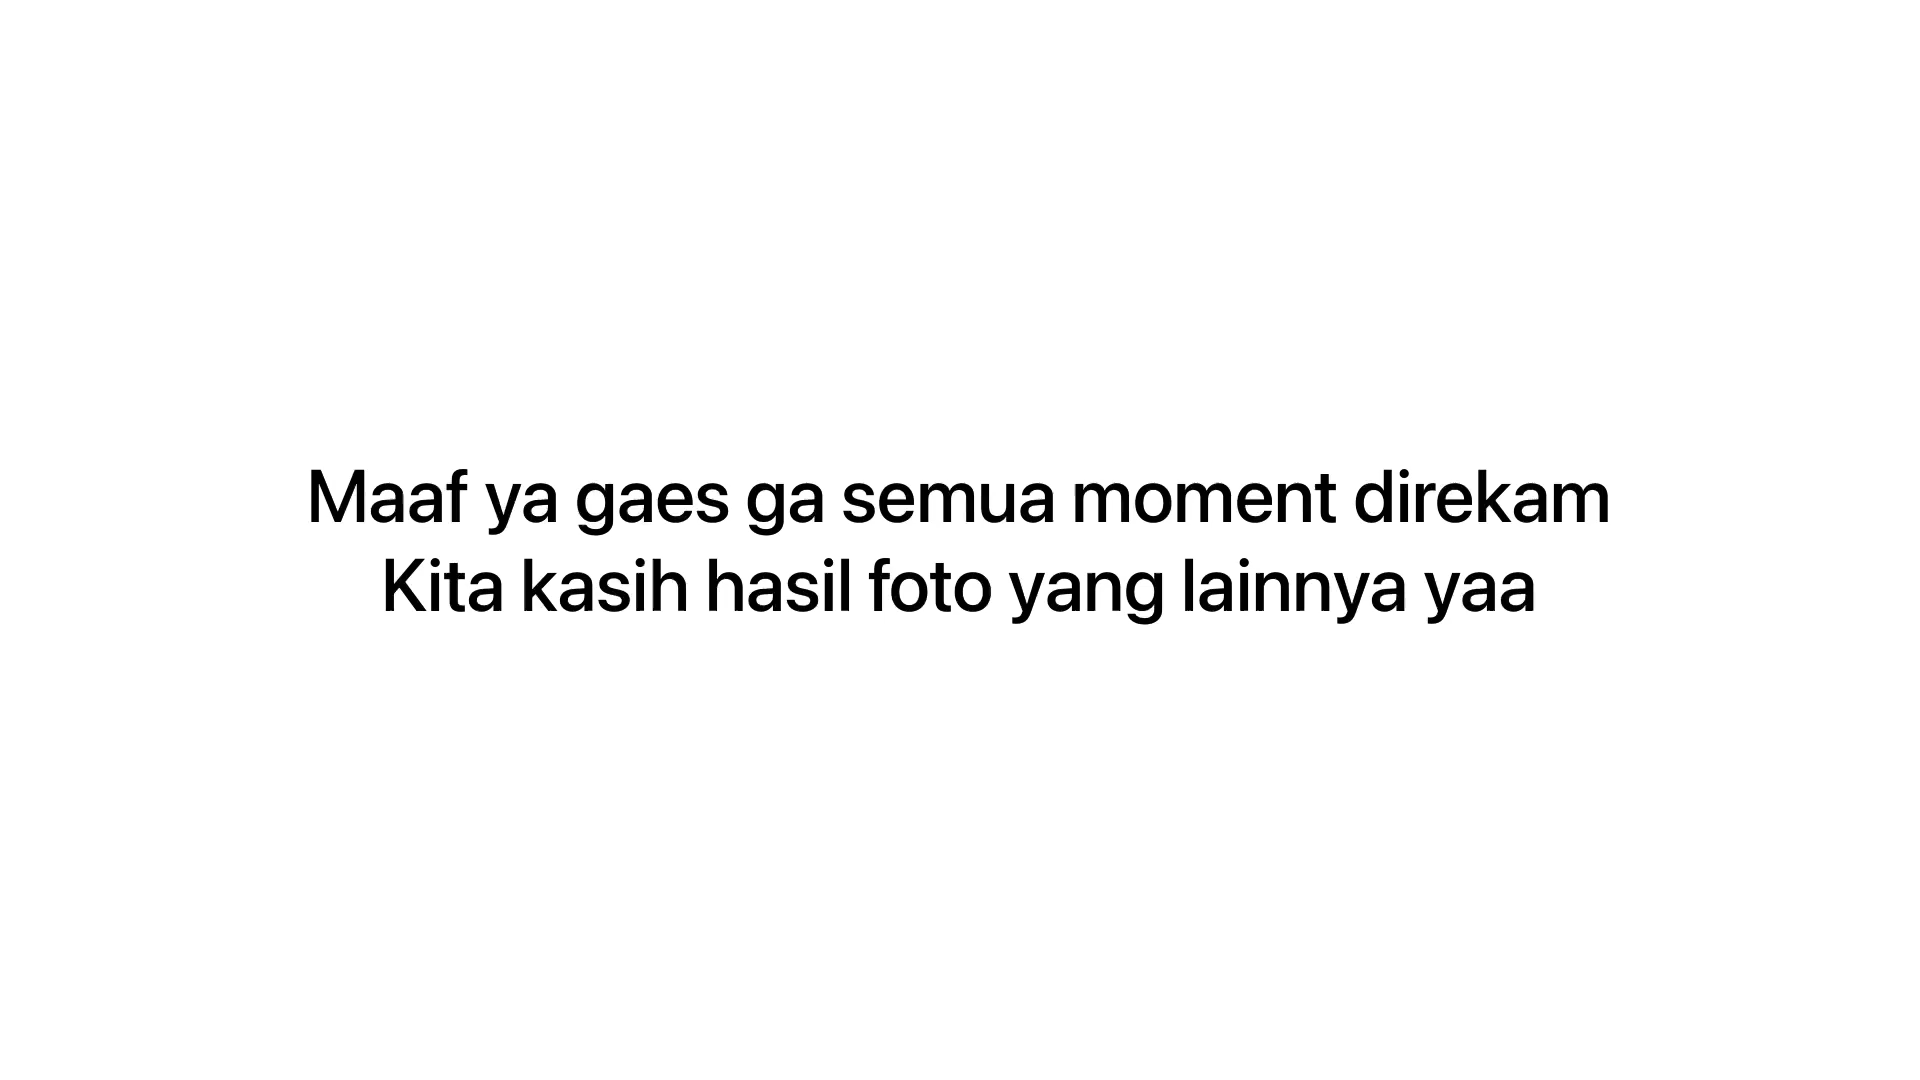 Maaf ya gaes ga semua moment direkam
Kita kasih hasil foto yang lainnya yaa